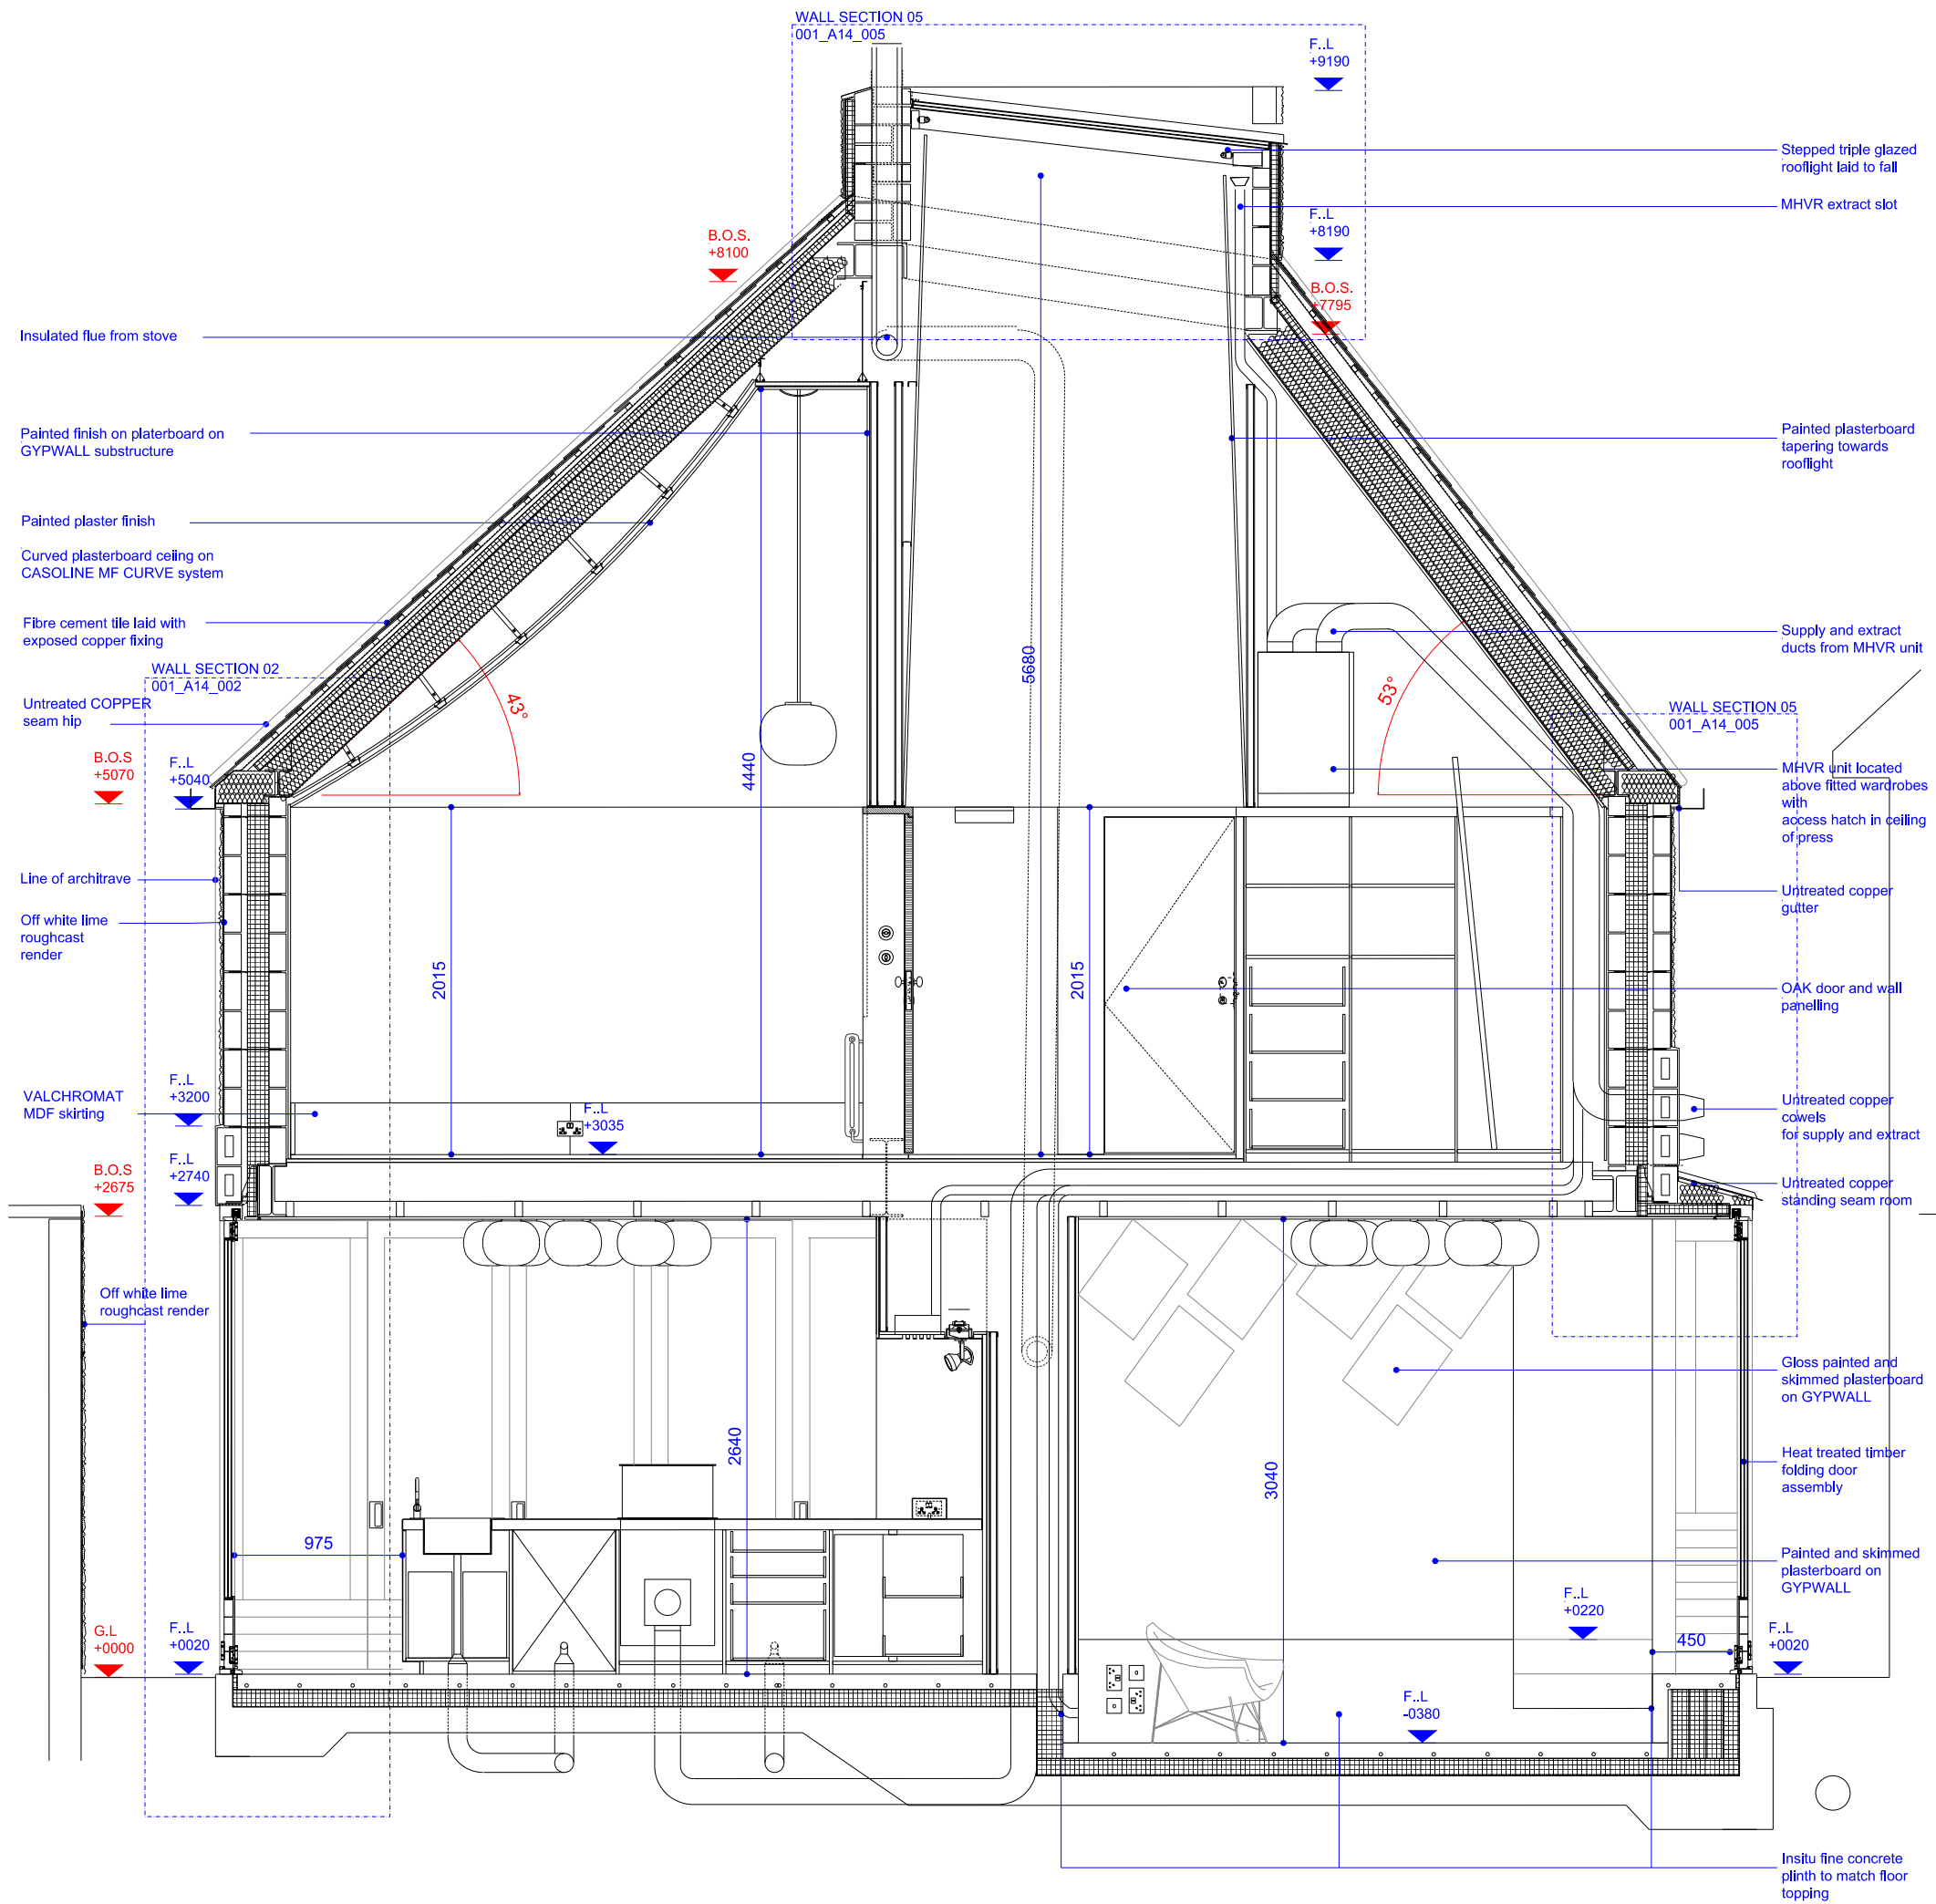 WALL SECTION 05
001_A14_005
F..L
+9190
Stepped triple glazed
rooflight laid to fall
MHVR extract slot
F..L
+8190
B.O.S.
+8100
B.O.S.
+7795
Insulated flue from stove
Painted finish on platerboard on
GYPWALL substructure
Painted plasterboard
tapering towards
rooflight
Painted plaster finish
Curved plasterboard ceiing on
CASOLINE MF CURVE system
Fibre cement tile laid with
exposed copper fixing
Supply and extract
ducts from MHVR unit
WALL SECTION 02
001_A14_002
5680
43°
53°
Untreated COPPER
seam hip
WALL SECTION 05
001_A14_005
B.O.S
+5070
F..L
+5040
4440
MHVR unit located
above fitted wardrobes
with
access hatch in ceiling
of press
Line of architrave
Untreated copper
gutter
Off white lime
roughcast
render
2015
2015
OAK door and wall
panelling
VALCHROMAT
MDF skirting
F..L
+3200
F..L
+3035
Untreated copper
cowels
for supply and extract
B.O.S
+2675
F..L
+2740
Untreated copper
standing seam room
Off white lime
roughcast render
Gloss painted and
skimmed plasterboard
on GYPWALL
2640
3040
Heat treated timber
folding door
assembly
975
Painted and skimmed
plasterboard on
GYPWALL
F..L
+0220
G.L
+0000
F..L
+0020
450
F..L
+0020
F..L
-0380
Insitu fine concrete
plinth to match floor
topping